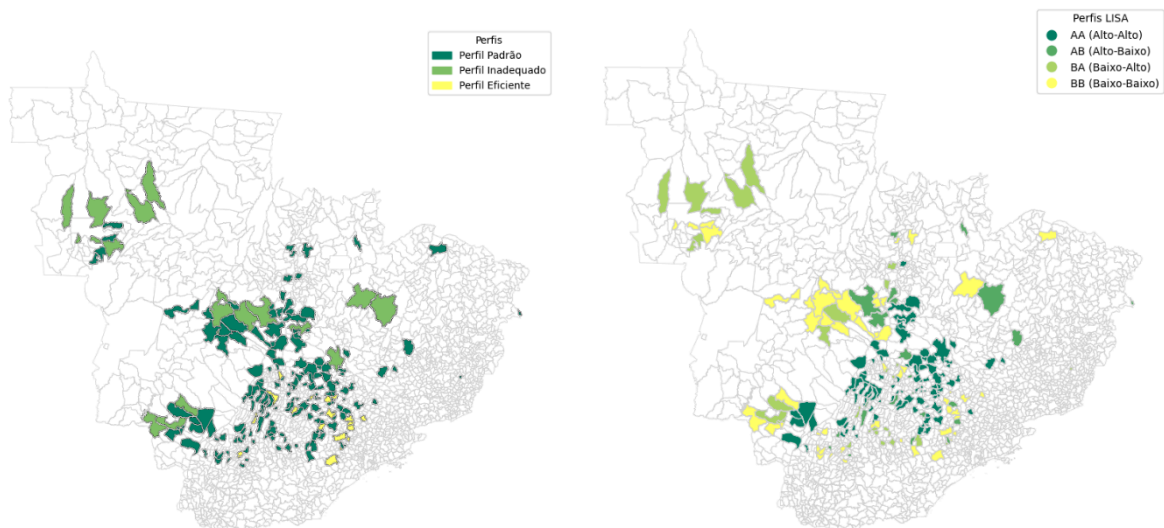 Perfis
Perfil Padrão
Perfil Inadequado
Perfil Eficiente
Perfis LISA
AA (Alto-Alto)
AB (Alto-Baixo)
BA (Baixo-Alto)
BB (Baixo-Baixo)